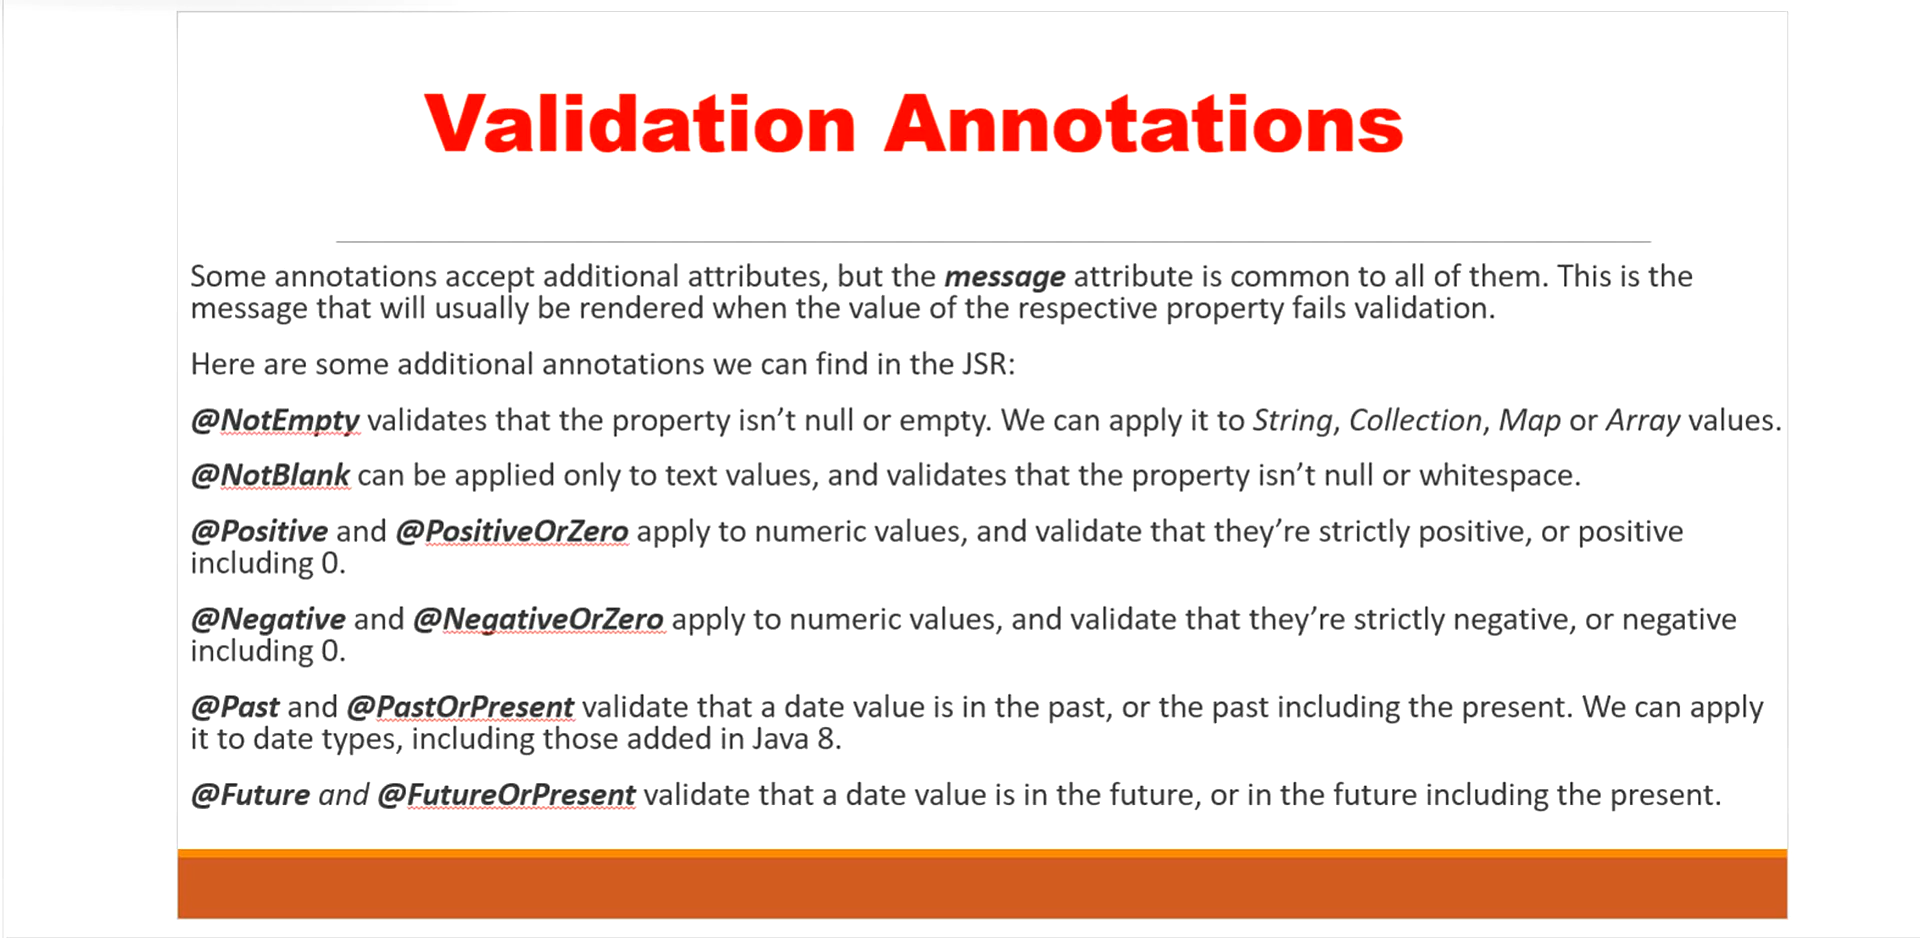 Validation Annotations
Some annotations accept additional attributes, but the message attribute is common to all of them. This is the
message that will usually be rendered when the value of the respective property fails validation.
Here are some additional annotations we can find in the JSR:
@NotEmpty validates that the property isn’t null or empty. We can apply it to String, Collection, Map or Array values.
@NotBlank can be applied only to text values, and validates that the property isn’t null or whitespace.
@Positive and @PositiveOrZero apply to numeric values, and validate that they’re strictly positive, or positive
including 0.
@Negative and @NegativeOrZero apply to numeric values, and validate that they’re strictly negative, or negative
including 0.
@Past and @PastOrPresent validate that a date value is in the past, or the past including the present. We can apply
it to date types, including those added in Java 8.
@Future and @FutureOrPresent validate that a date value is in the future, or in the future including the present.